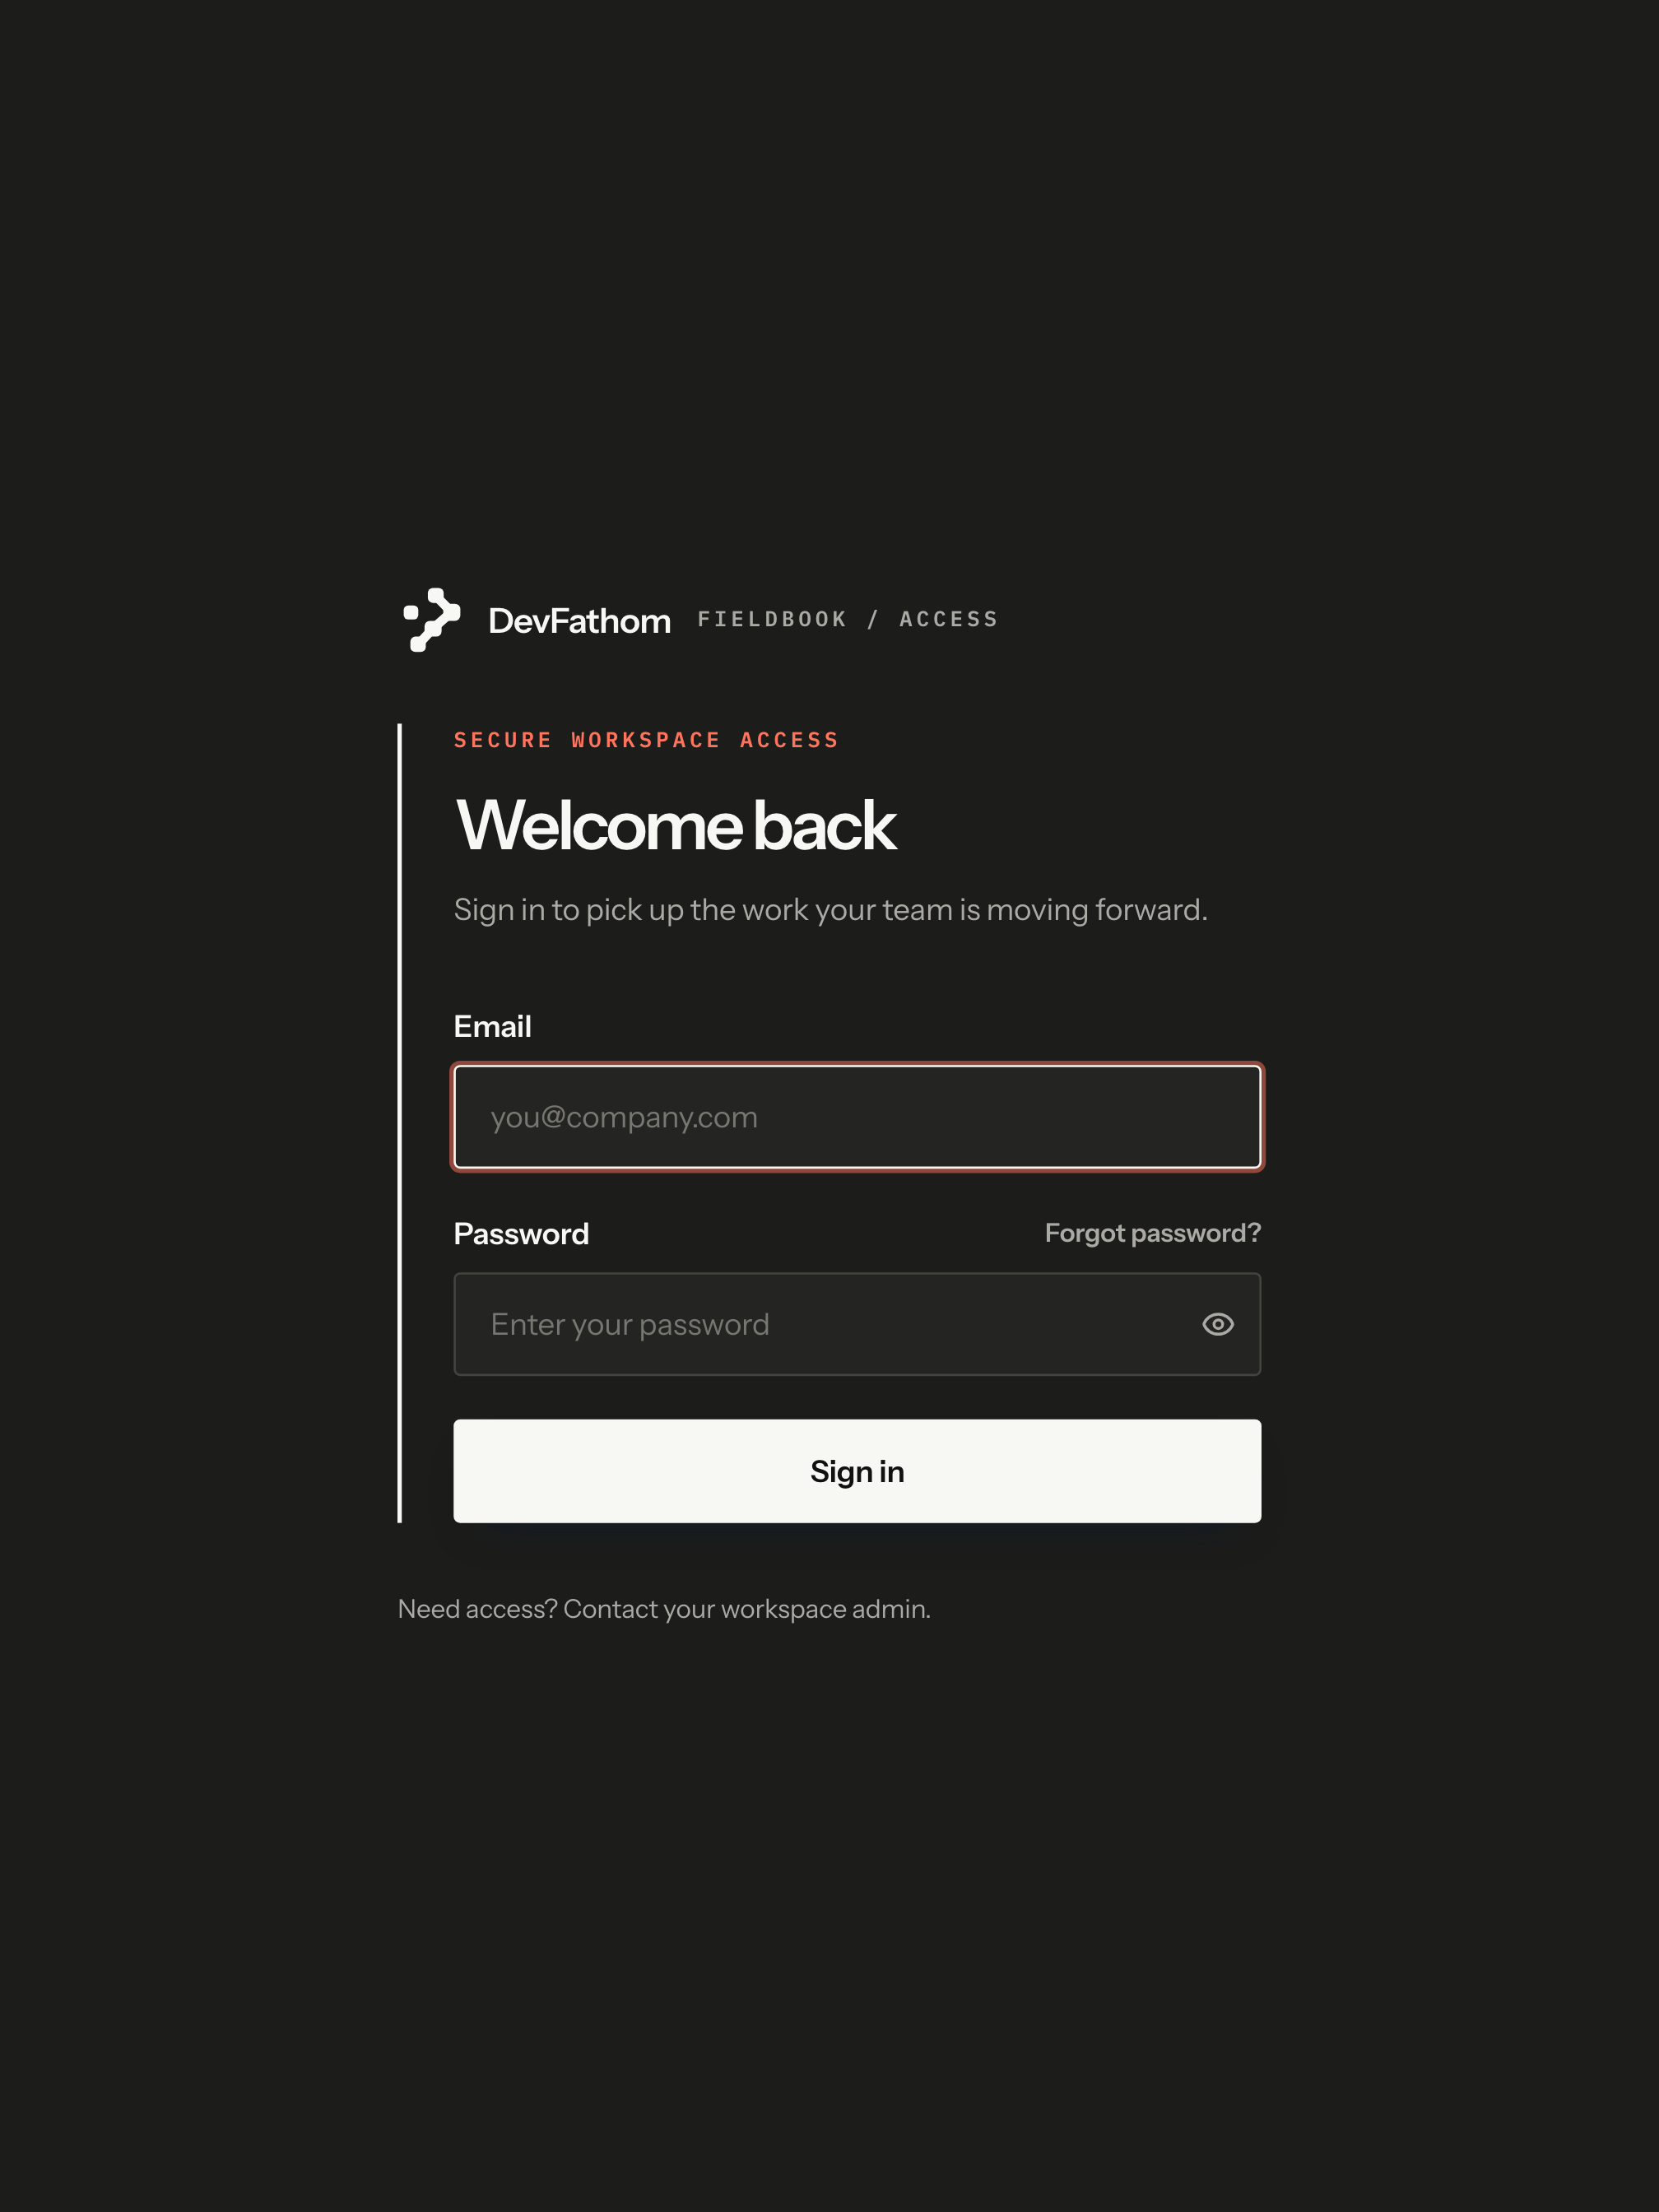 DevFathom FIELDBOOK / ACCESS
SECURE WORKSPACE ACCESS
Welcome back
Sign in to pick up the work your team is moving forward.
Email
you@company.com
Password Forgot password?
Enter your password
Sign in
Need access? Contact your workspace admin.